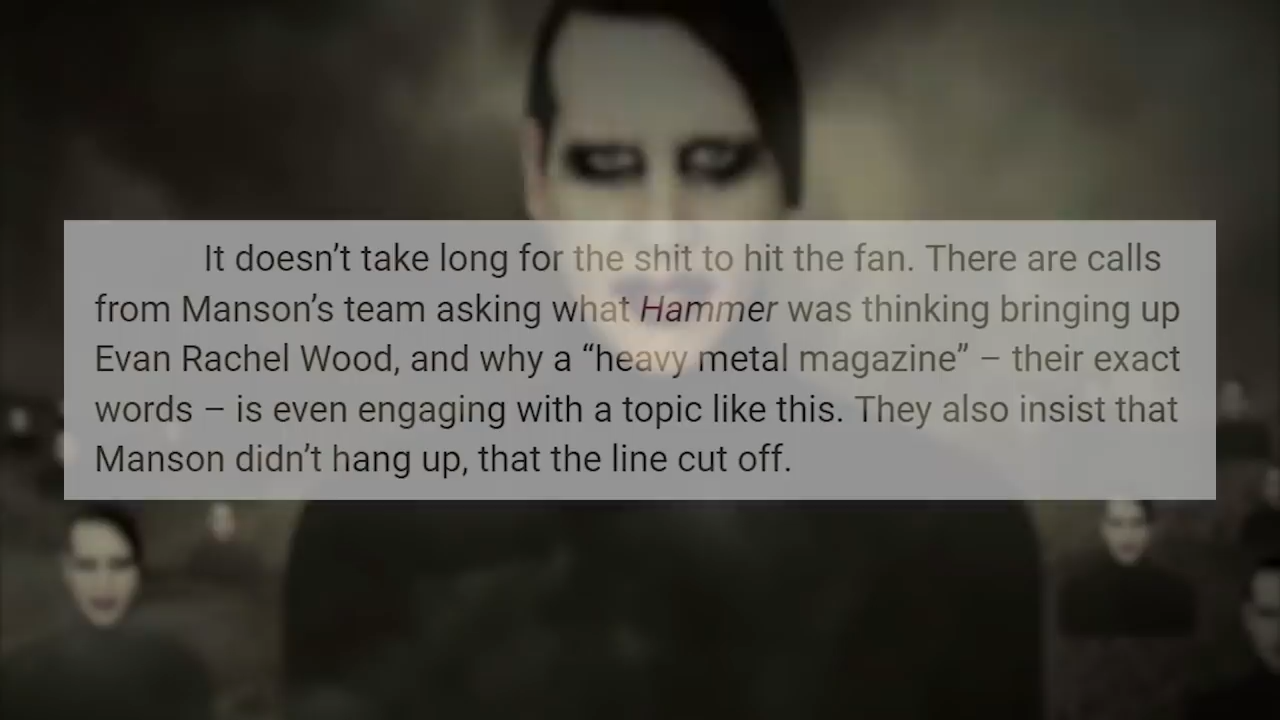 It doesn’t take long for the shit to hit the fan. There are calls
from Manson’s team asking what Hammer was thinking bringing up
Evan Rachel Wood, and why a “heavy metal magazine” – their exact
words – is even engaging with a topic like this. They also insist that
Manson didn’t hang up, that the line cut off.